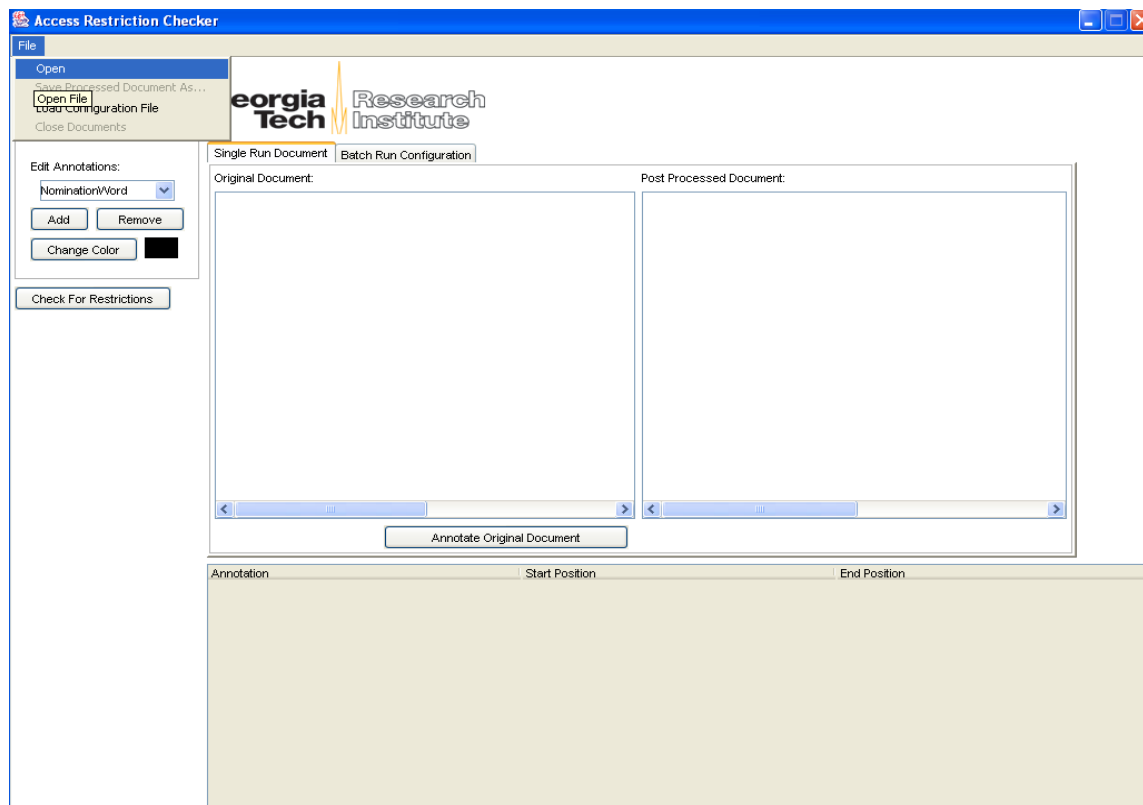 Access Restriction Checker
File
Open
Save Processed Document As...
Open File
Load Configuration File
Close Documents
eorgia Tech
Research Institute
Edit Annotations:
NominationWord
Add Remove
Change Color
Check For Restrictions
Single Run Document Batch Run Configuration
Original Document: Post Processed Document:
Annotate Original Document
Annotation Start Position End Position